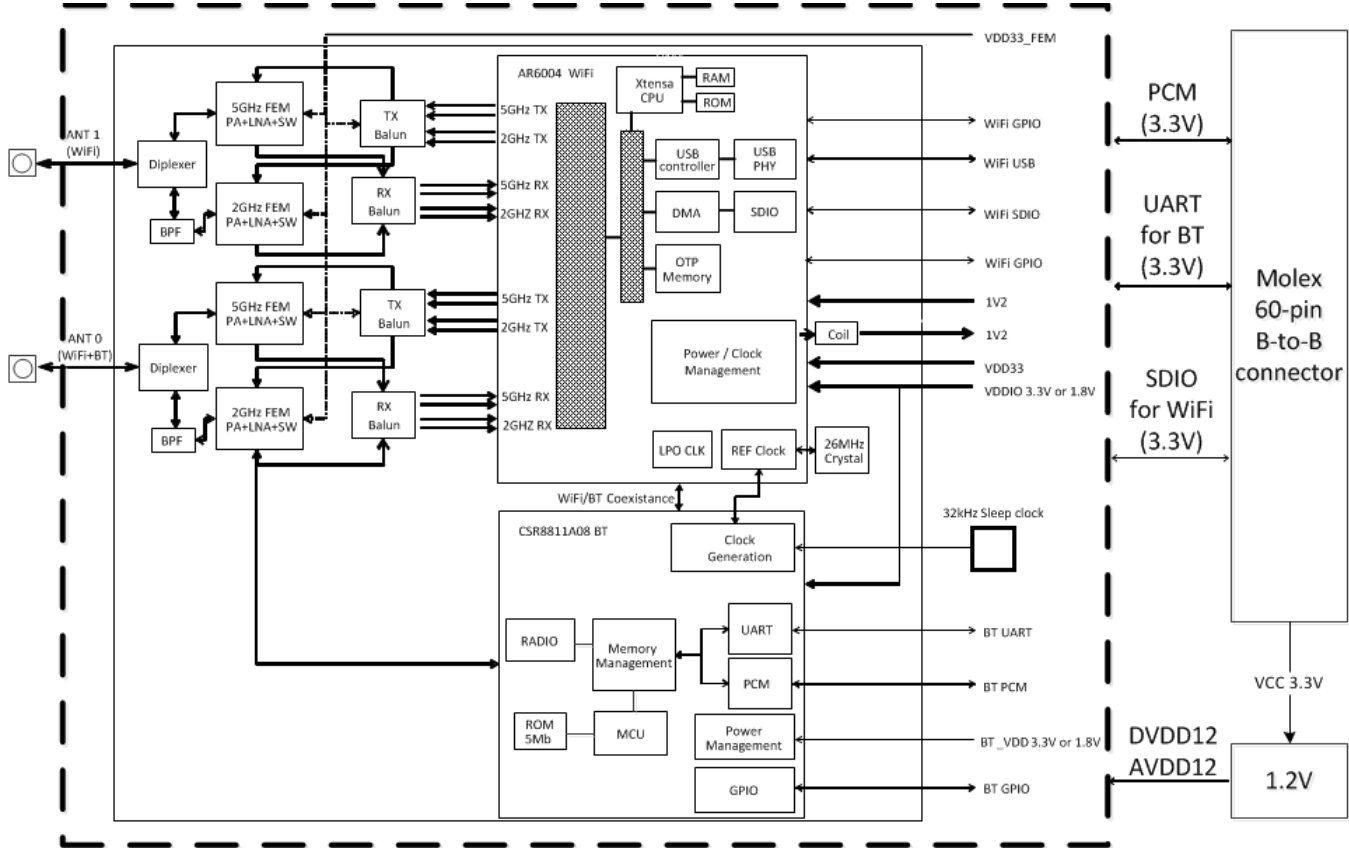 VDD33_FEM
AR6004 WiFi
Xtensa
CPU
RAM
ROM
5GHz FEM
PA+LNA+SW
TX
Balun
5GHz TX
2GHz TX
PCM
(3.3V)
WiFi GPIO
ANT 1
(WiFi)
Diplexer
USB
controller
USB
PHY
WiFi USB
2GHz FEM
PA+LNA+SW
RX
Balun
5GHz RX
2GHZ RX
BPF
DMA
SDIO
WiFi SDIO
UART
for BT
(3.3V)
OTP
Memory
WiFi GPIO
Molex
60-pin
B-to-B
connector
5GHz FEM
PA+LNA+SW
TX
Balun
5GHz TX
2GHz TX
1V2
ANT 0
(WiFi+BT)
Diplexer
Power / Clock
Management
Coil
1V2
VDD33
VDDIO 3.3V or 1.8V
SDIO
for WiFi
(3.3V)
2GHz FEM
PA+LNA+SW
RX
Balun
5GHz RX
2GHZ RX
BPF
LPO CLK
REF Clock
26MHz
Crystal
WiFi/BT Coexistance
32kHz Sleep clock
CSR8811A08 BT
Clock
Generation
RADIO
Memory
Management
UART
BT UART
PCM
BT PCM
VCC 3.3V
ROM
5Mb
MCU
Power
Management
BT_VDD 3.3V or 1.8V
DVDD12
AVDD12
1.2V
GPIO
BT GPIO